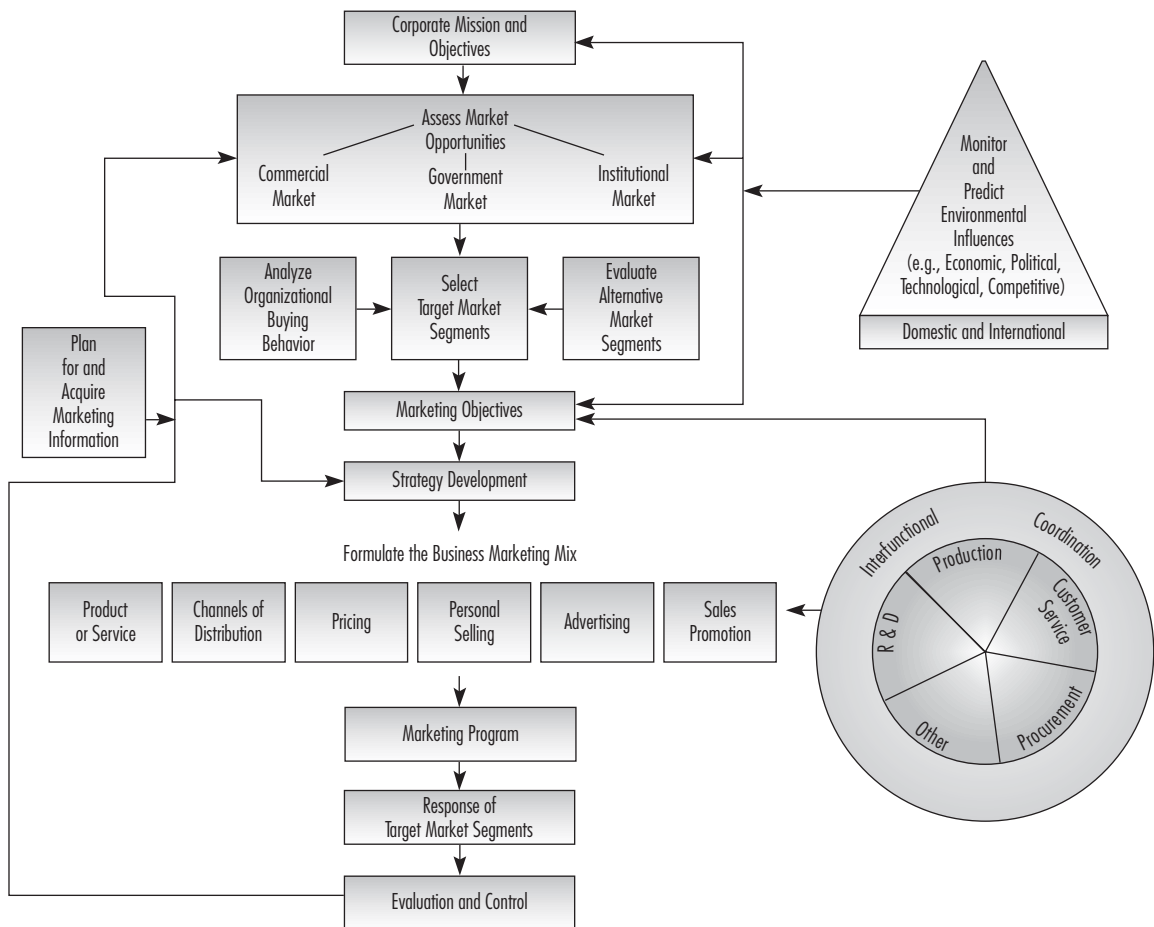 Corporate Mission and
Objectives
Assess Market
Opportunities
Commercial
Market
Government
Market
Institutional
Market
Monitor
and
Predict
Environmental
Influences
(e.g., Economic, Political,
Technological, Competitive)
Domestic and International
Analyze
Organizational
Buying
Behavior
Select
Target Market
Segments
Evaluate
Alternative
Market
Segments
Plan
for and
Acquire
Marketing
Information
Marketing Objectives
Strategy Development
Formulate the Business Marketing Mix
Product
or Service
Channels of
Distribution
Pricing
Personal
Selling
Advertising
Sales
Promotion
Interfunctional
Coordination
Production
Customer
Service
R & D
Other
Procurement
Marketing Program
Response of
Target Market Segments
Evaluation and Control